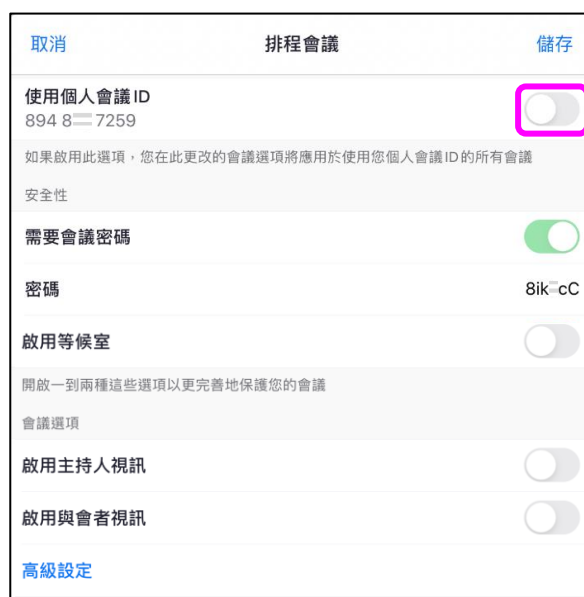 取消 排程會議 儲存
使用個人會議ID
894 8 7259
如果啟用此選項，您在此更改的會議選項將應用於使用您個人會議ID的所有會議
安全性
需要會議密碼
密碼 8ik cC
啟用等候室
開啟一到兩種這些選項以更完善地保護您的會議
會議選項
啟用主持人視訊
啟用與會者視訊
高級設定